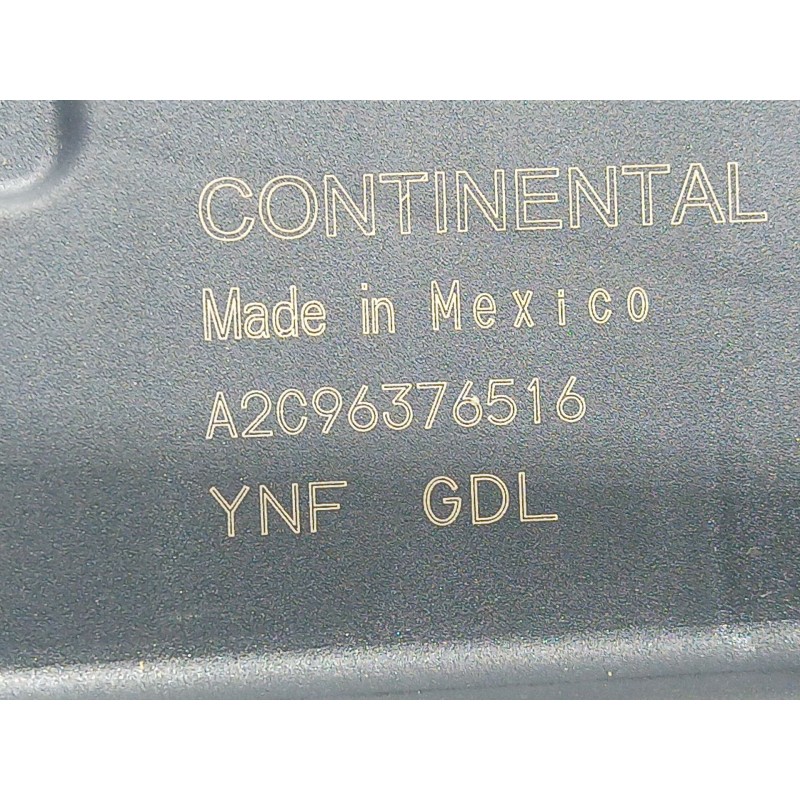 CONTINENTAL
Made in Mexico
A2C96376516
YNF GDL